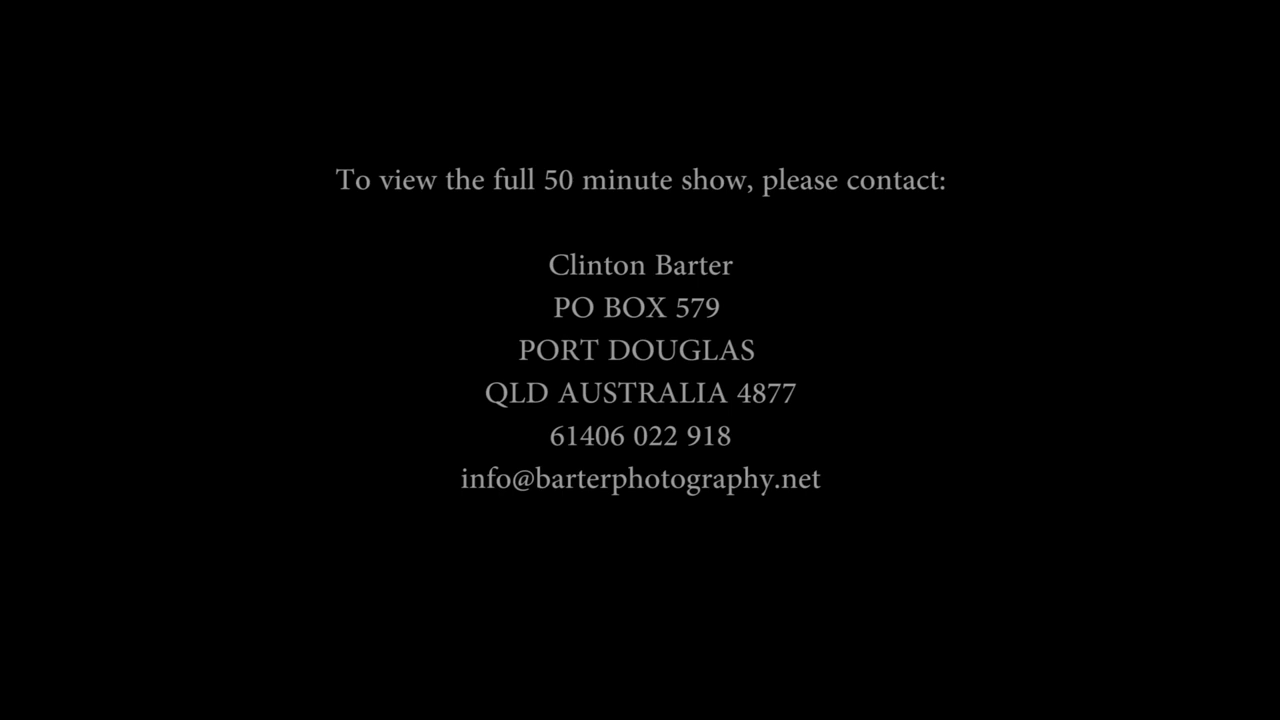 To view the full 50 minute show, please contact:
Clinton Barter
PO BOX 579
PORT DOUGLAS
QLD AUSTRALIA 4877
61406 022 918
info@barterphotography.net